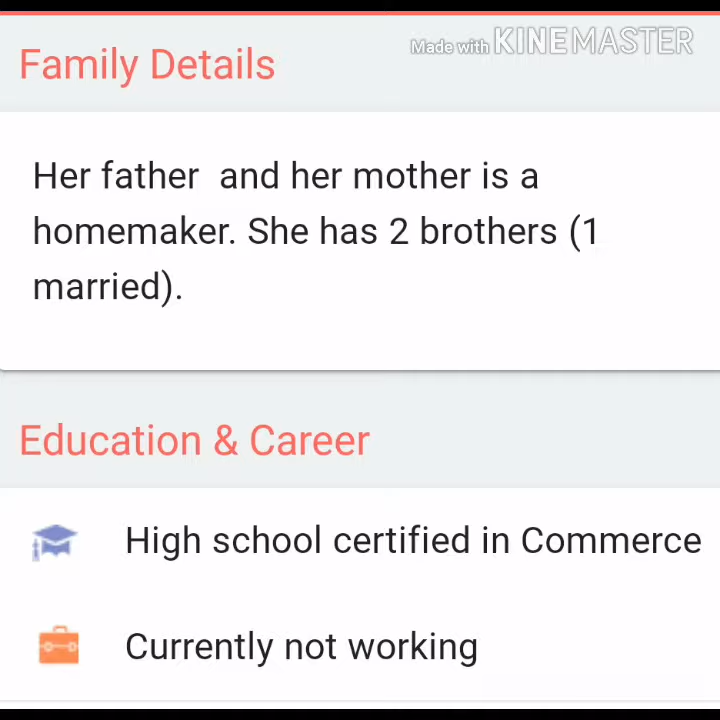 Made with KINEMASTER
Family Details
Her father  and her mother is a
homemaker. She has 2 brothers (1
married).
Education & Career
High school certified in Commerce
Currently not working